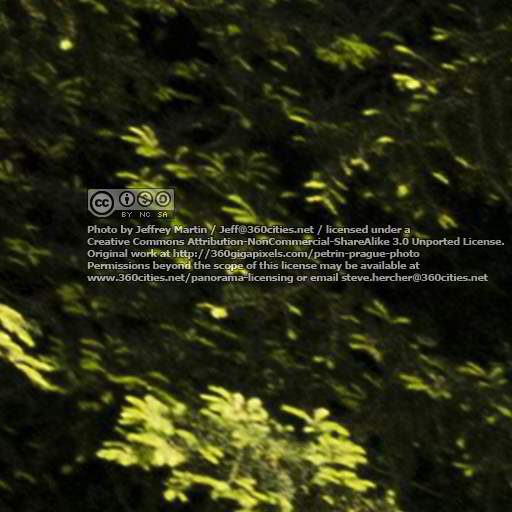 cc BY NC SA
Photo by Jeffrey Martin / Jeff@360cities.net / licensed under a
Creative Commons Attribution-NonCommercial-ShareAlike 3.0 Unported License.
Original work at http://360gigapixels.com/petrin-prague-photo
Permissions beyond the scope of this license may be available at
www.360cities.net/panorama-licensing or email steve.hercher@360cities.net